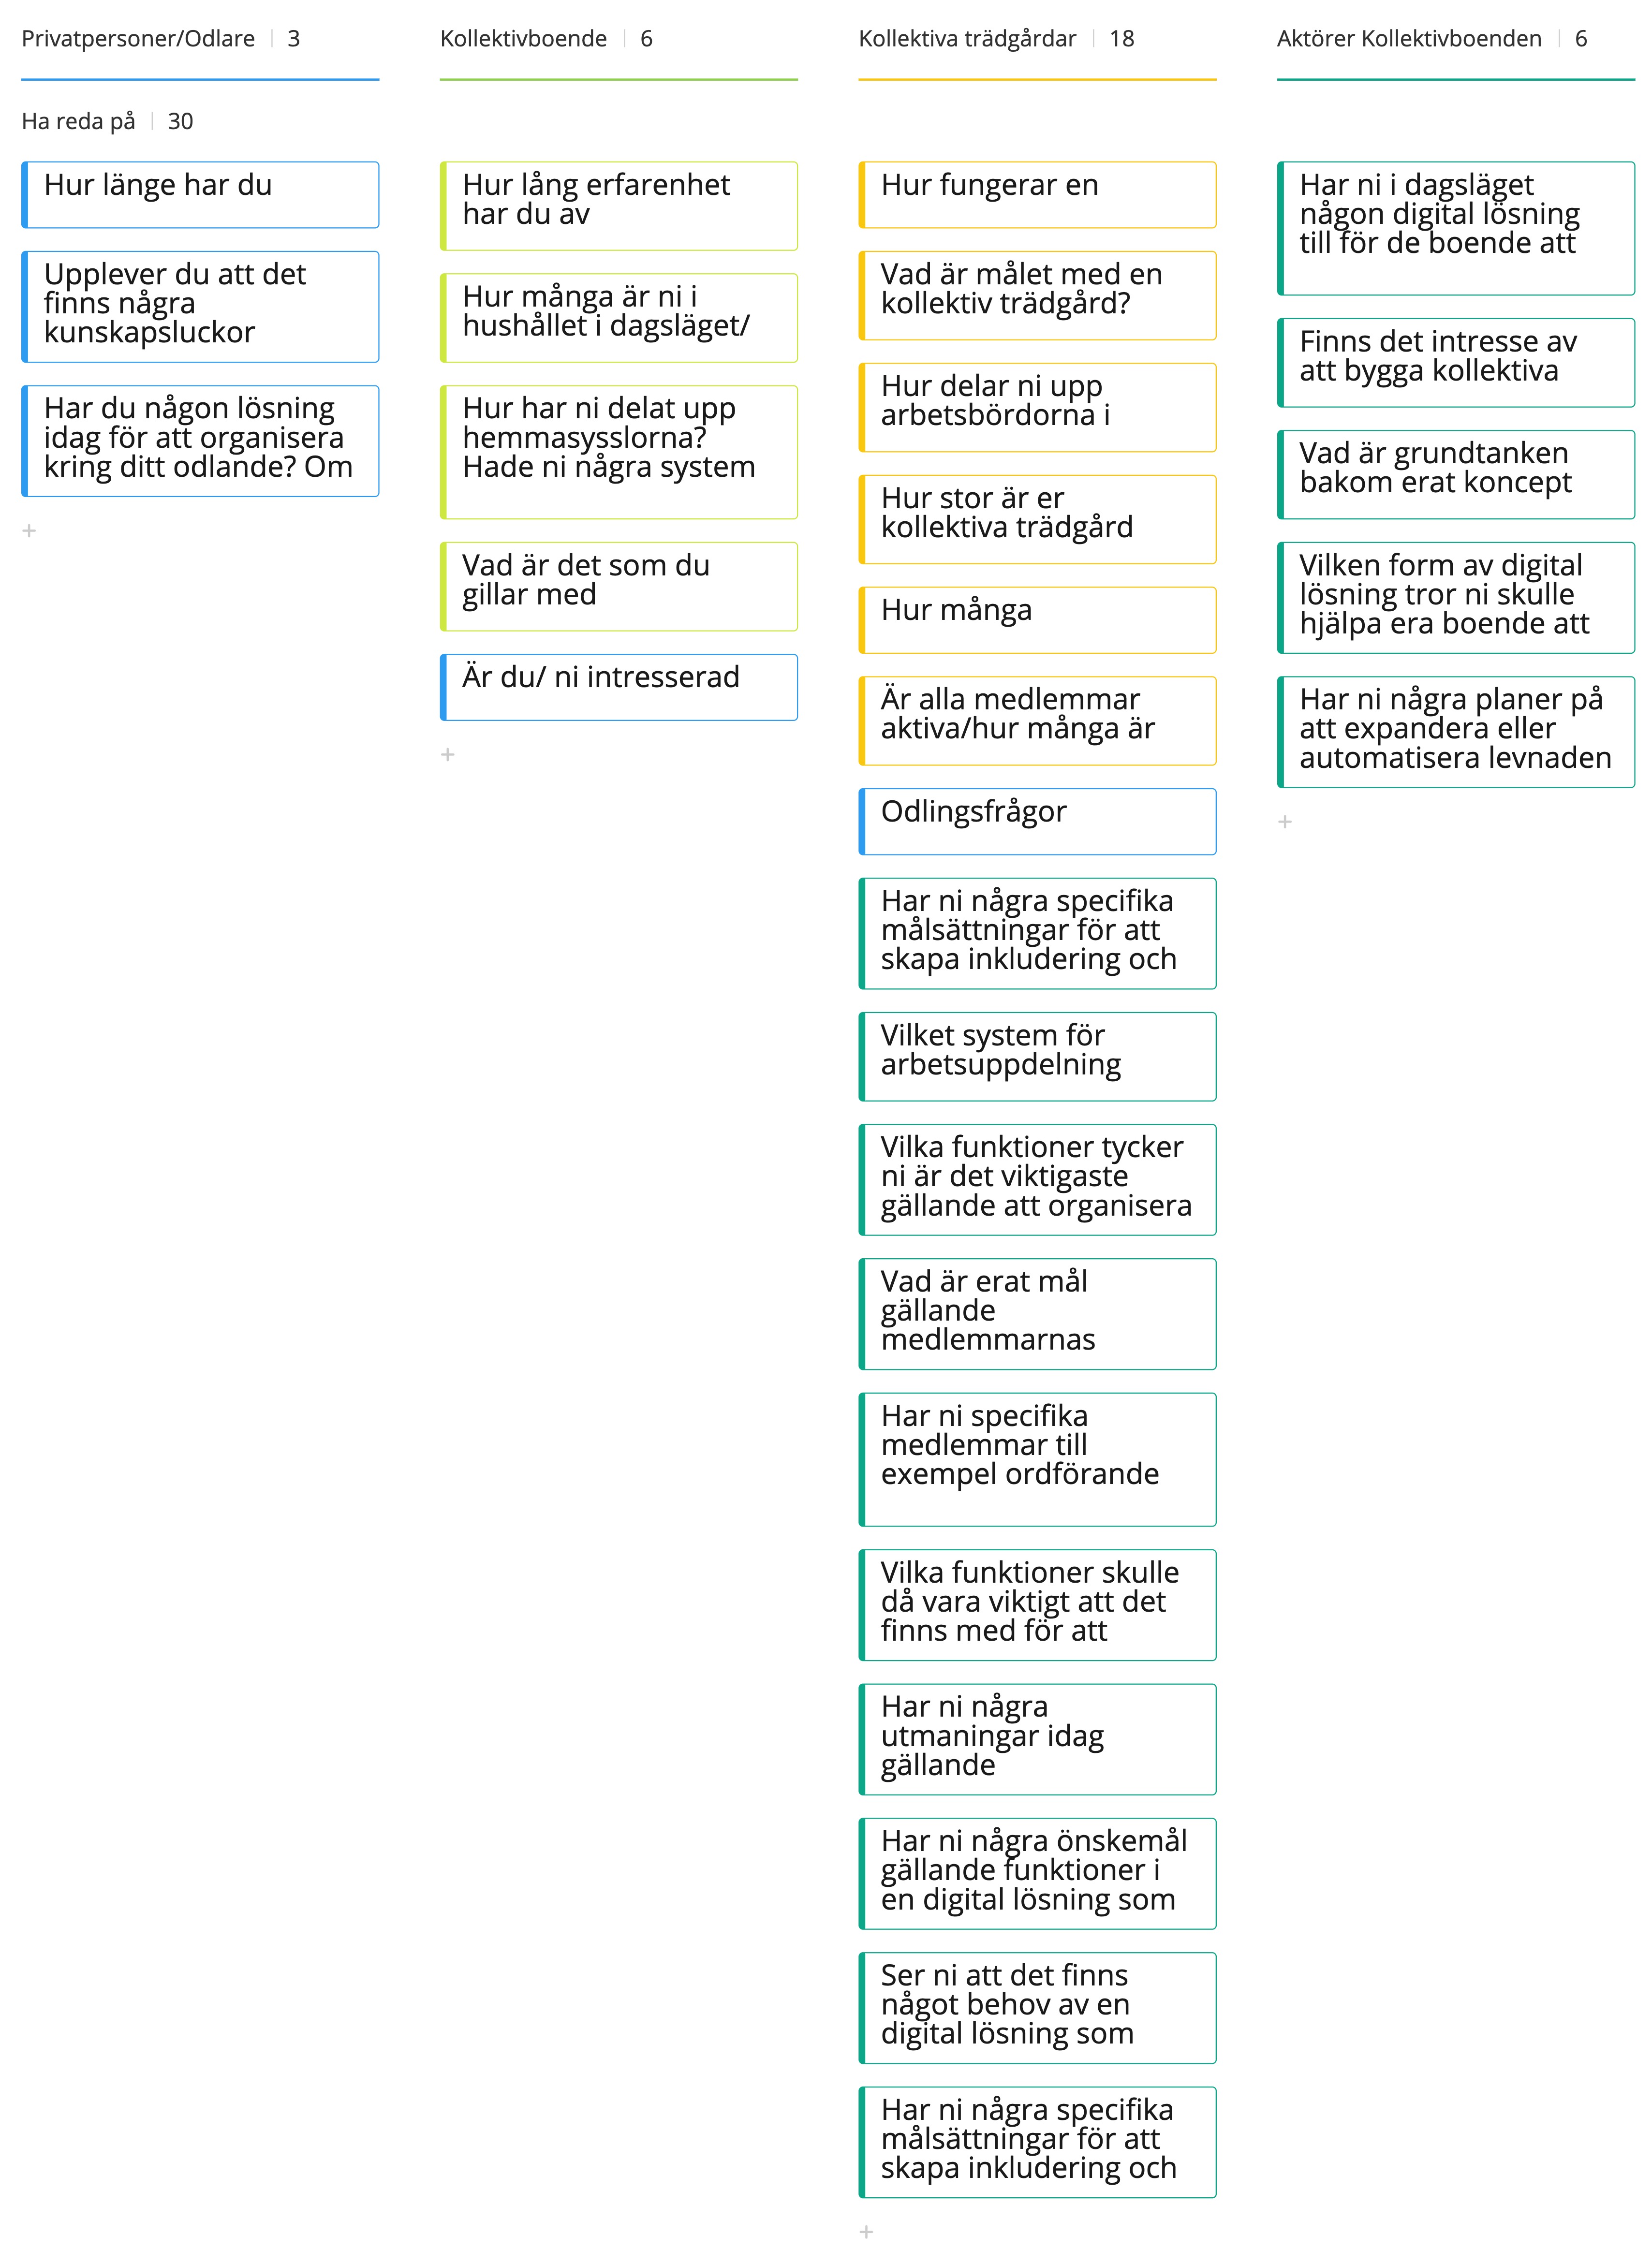 Privatpersoner/Odlare | 3
Kollektivboende | 6
Kollektiva trädgårdar | 18
Aktörer Kollektivboenden | 6
Ha reda på | 30
Hur länge har du
Upplever du att det
finns några
kunskapsluckor
Har du någon lösning
idag för att organisera
kring ditt odlande? Om
+
Hur lång erfarenhet
har du av
Hur många är ni i
hushållet i dagsläget/
Hur har ni delat upp
hemmasysslorna?
Hade ni några system
Vad är det som du
gillar med
Är du/ ni intresserad
+
Hur fungerar en
Vad är målet med en
kollektiv trädgård?
Hur delar ni upp
arbetsbördorna i
Hur stor är er
kollektiva trädgård
Hur många
Är alla medlemmar
aktiva/hur många är
Odlingsfrågor
Har ni några specifika
målsättningar för att
skapa inkludering och
Vilket system för
arbetsuppdelning
Vilka funktioner tycker
ni är det viktigaste
gällande att organisera
Vad är erat mål
gällande
medlemmarnas
Har ni specifika
medlemmar till
exempel ordförande
Vilka funktioner skulle
då vara viktigt att det
finns med för att
Har ni några
utmaningar idag
gällande
Har ni några önskemål
gällande funktioner i
en digital lösning som
Ser ni att det finns
något behov av en
digital lösning som
Har ni några specifika
målsättningar för att
skapa inkludering och
+
Har ni i dagsläget
någon digital lösning
till för de boende att
Finns det intresse av
att bygga kollektiva
Vad är grundtanken
bakom erat koncept
Vilken form av digital
lösning tror ni skulle
hjälpa era boende att
Har ni några planer på
att expandera eller
automatisera levnaden
+